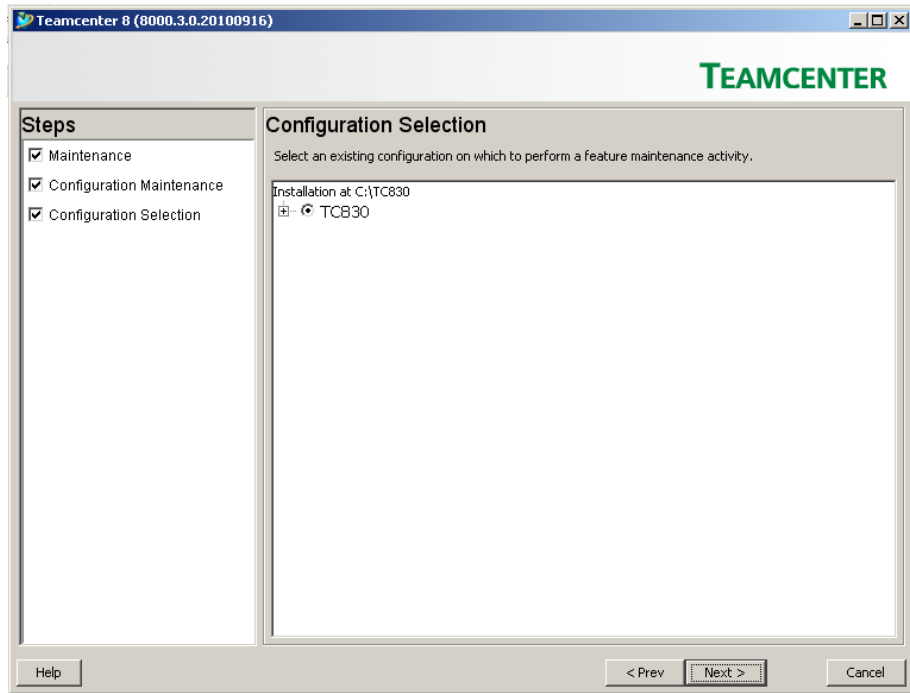 Teamcenter 8 (8000.3.0.20100916)
TEAMCENTER
Steps
Maintenance
Configuration Maintenance
Configuration Selection
Configuration Selection
Select an existing configuration on which to perform a feature maintenance activity.
Installation at C:\TC830
TC830
Help
< Prev
Next >
Cancel